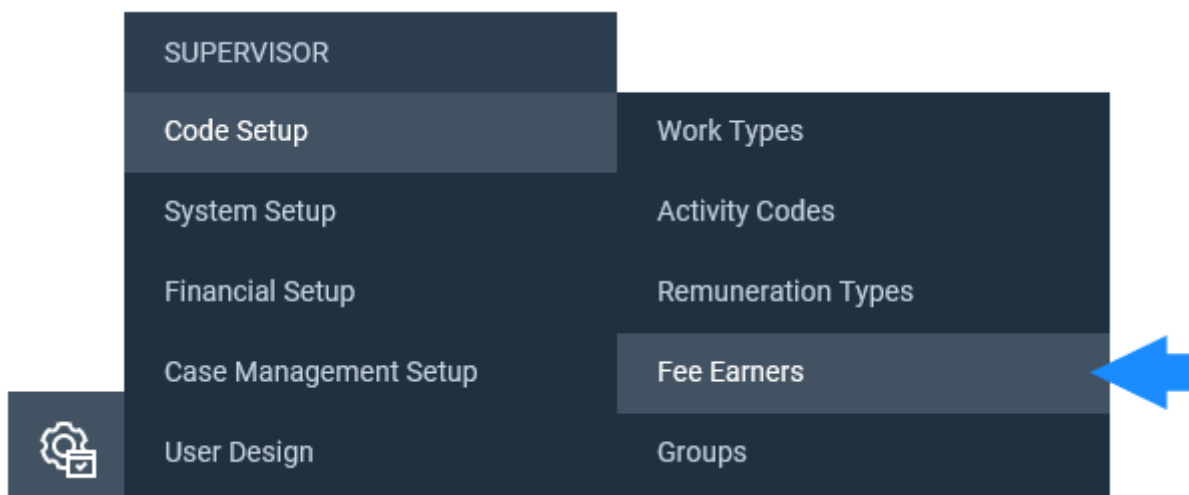 SUPERVISOR
Code Setup
System Setup
Financial Setup
Case Management Setup
User Design
Work Types
Activity Codes
Remuneration Types
Fee Earners
Groups